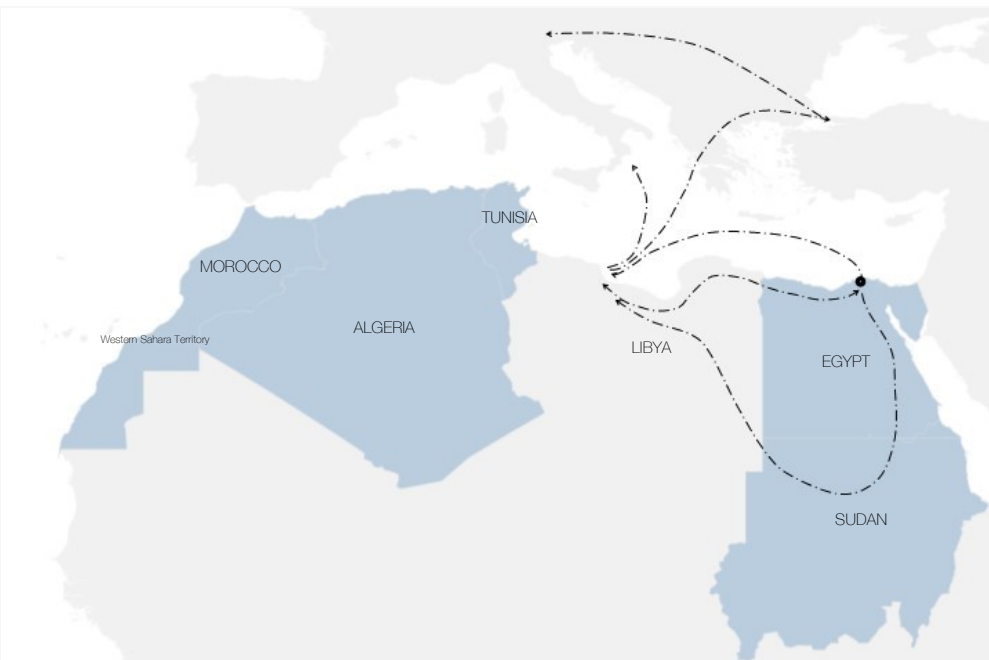 TUNISIA
MOROCCO
ALGERIA
Western Sahara Territory
LIBYA
EGYPT
SUDAN